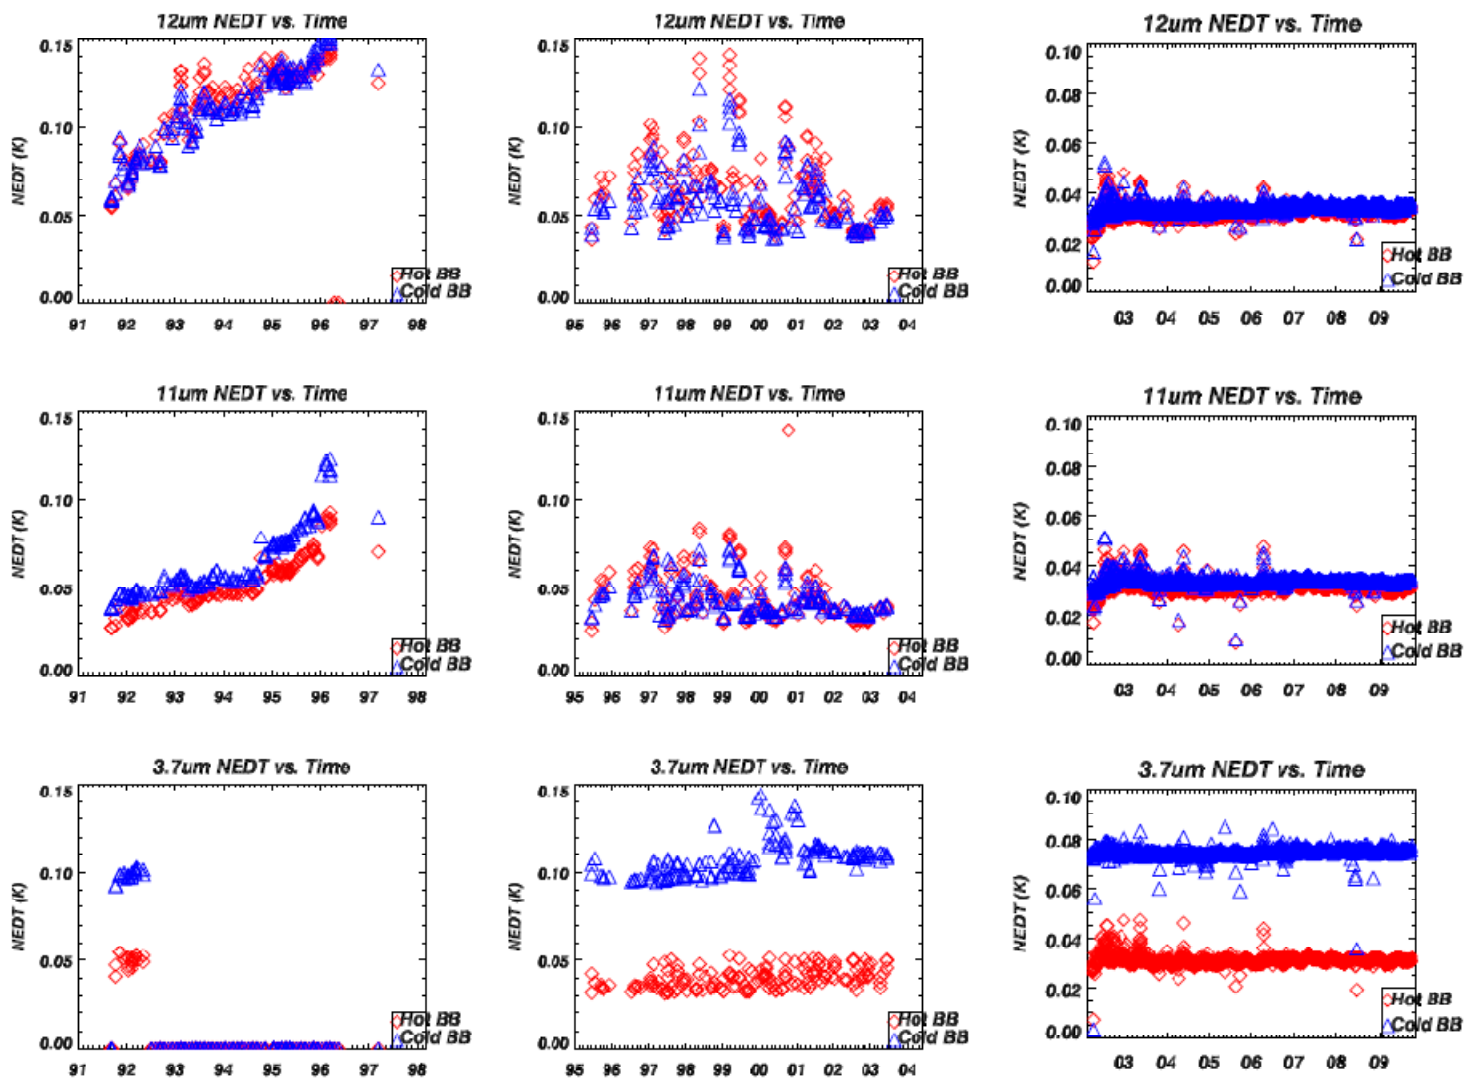 12um NEDT vs. Time
0.15
0.10
0.05
0.00
NEDT (K)
Hot BB
Cold BB
91 92 93 94 95 96 97 98
12um NEDT vs. Time
0.15
0.10
0.05
0.00
NEDT (K)
Hot BB
Cold BB
95 96 97 98 99 00 01 02 03 04
12um NEDT vs. Time
0.10
0.08
0.06
0.04
0.02
0.00
NEDT (K)
Hot BB
Cold BB
03 04 05 06 07 08 09
11um NEDT vs. Time
0.15
0.10
0.05
0.00
NEDT (K)
Hot BB
Cold BB
91 92 93 94 95 96 97 98
11um NEDT vs. Time
0.15
0.10
0.05
0.00
NEDT (K)
Hot BB
Cold BB
95 96 97 98 99 00 01 02 03 04
11um NEDT vs. Time
0.10
0.08
0.06
0.04
0.02
0.00
NEDT (K)
Hot BB
Cold BB
03 04 05 06 07 08 09
3.7um NEDT vs. Time
0.15
0.10
0.05
0.00
NEDT (K)
Hot BB
Cold BB
91 92 93 94 95 96 97 98
3.7um NEDT vs. Time
0.15
0.10
0.05
0.00
NEDT (K)
Hot BB
Cold BB
95 96 97 98 99 00 01 02 03 04
3.7um NEDT vs. Time
0.10
0.08
0.06
0.04
0.02
0.00
NEDT (K)
Hot BB
Cold BB
03 04 05 06 07 08 09